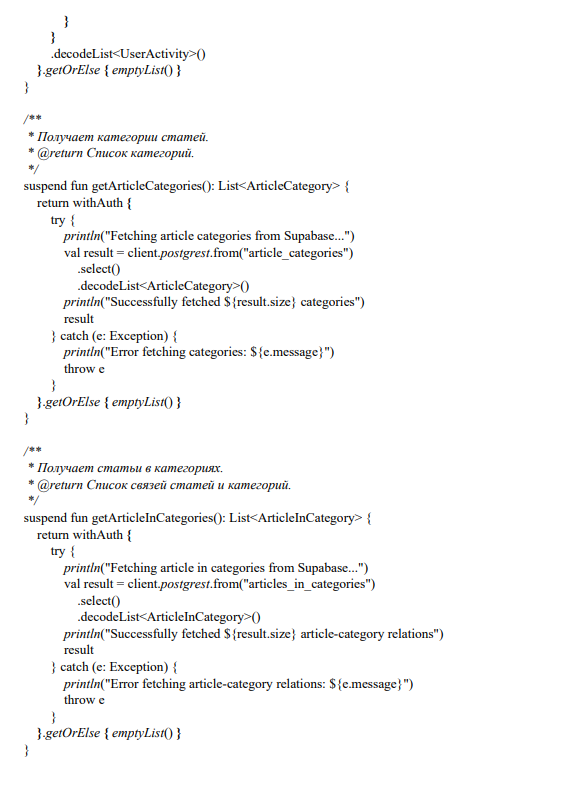 }
}
.decodeList<UserActivity>()
}.getOrElse { emptyList() }
}
/**
* Получает категории статей.
* @return Список категорий.
*/
suspend fun getArticleCategories(): List<ArticleCategory> {
return withAuth {
try {
println("Fetching article categories from Supabase...")
val result = client.postgrest.from("article_categories")
.select()
.decodeList<ArticleCategory>()
println("Successfully fetched ${result.size} categories")
result
} catch (e: Exception) {
println("Error fetching categories: ${e.message}")
throw e
}
}.getOrElse { emptyList() }
}
/**
* Получает статьи в категориях.
* @return Список связей статей и категорий.
*/
suspend fun getArticleInCategories(): List<ArticleInCategory> {
return withAuth {
try {
println("Fetching article in categories from Supabase...")
val result = client.postgrest.from("articles_in_categories")
.select()
.decodeList<ArticleInCategory>()
println("Successfully fetched ${result.size} article-category relations")
result
} catch (e: Exception) {
println("Error fetching article-category relations: ${e.message}")
throw e
}
}.getOrElse { emptyList() }
}